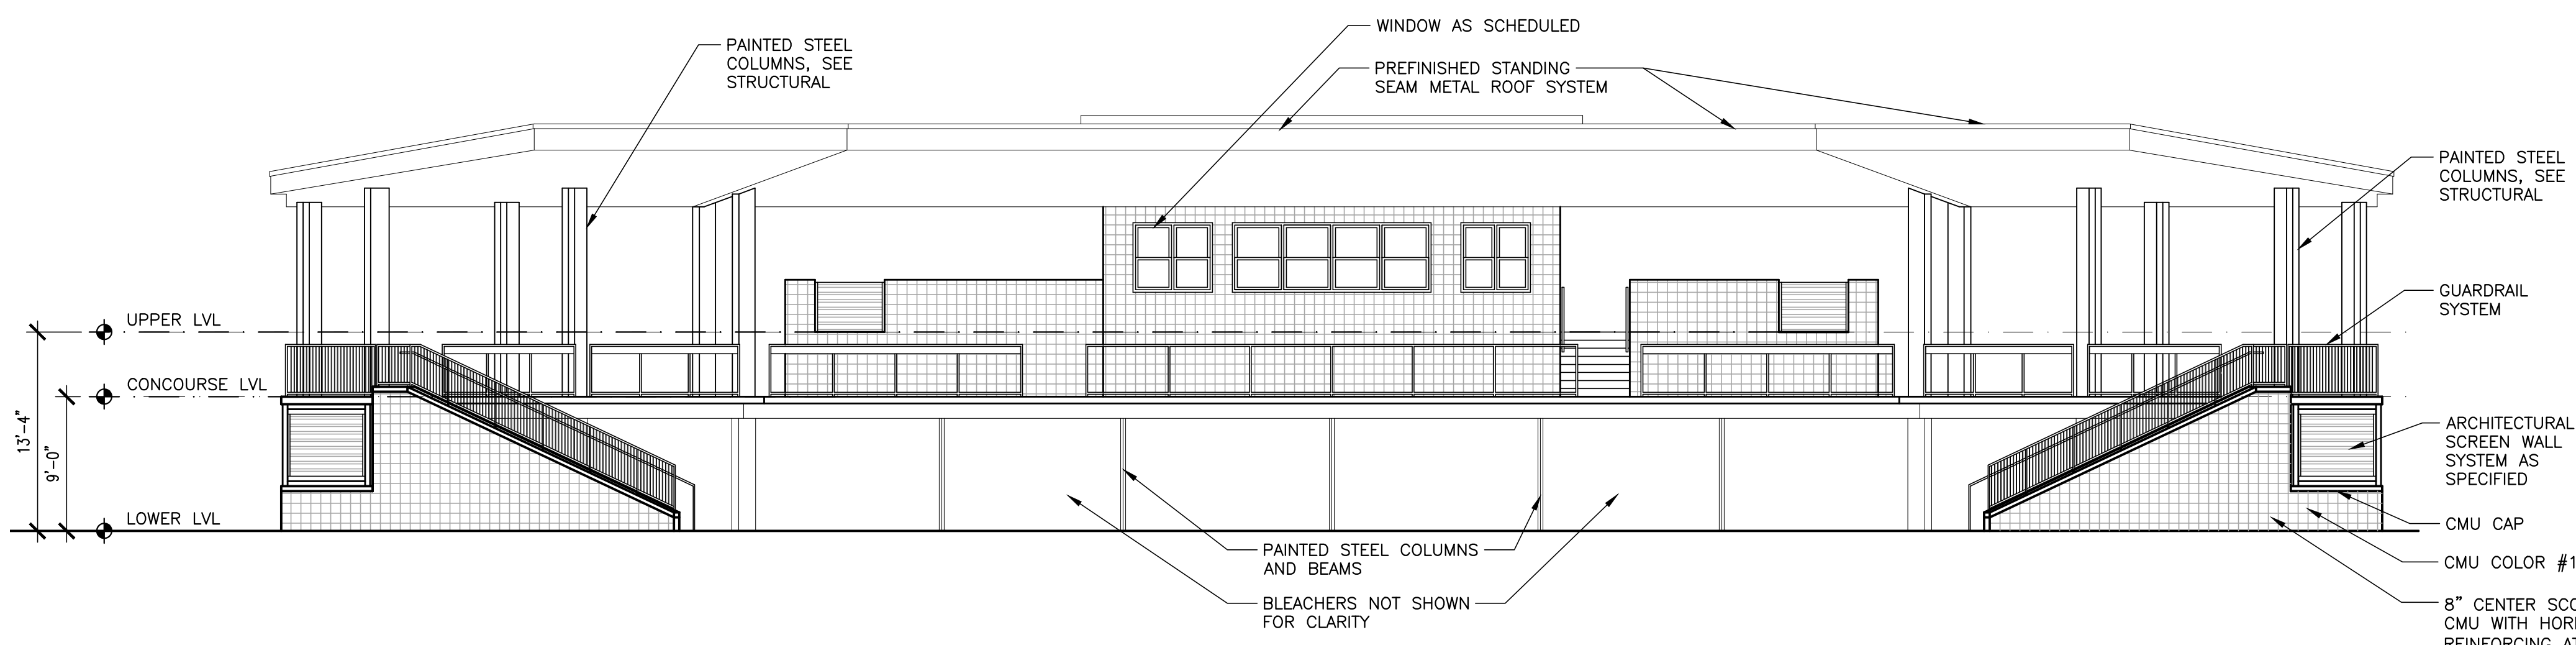 WINDOW AS SCHEDULED
PAINTED STEEL
COLUMNS, SEE
STRUCTURAL
PREFINISHED STANDING
SEAM METAL ROOF SYSTEM
PAINTED STEEL
COLUMNS, SEE
STRUCTURAL
GUARDRAIL
SYSTEM
UPPER LVL
CONCOURSE LVL
LOWER LVL
13'-4"
9'-0"
ARCHITECTURAL
SCREEN WALL
SYSTEM AS
SPECIFIED
CMU CAP
CMU COLOR #1
PAINTED STEEL COLUMNS
AND BEAMS
BLEACHERS NOT SHOWN
FOR CLARITY
8" CENTER
CMU WITH
REINFORCING